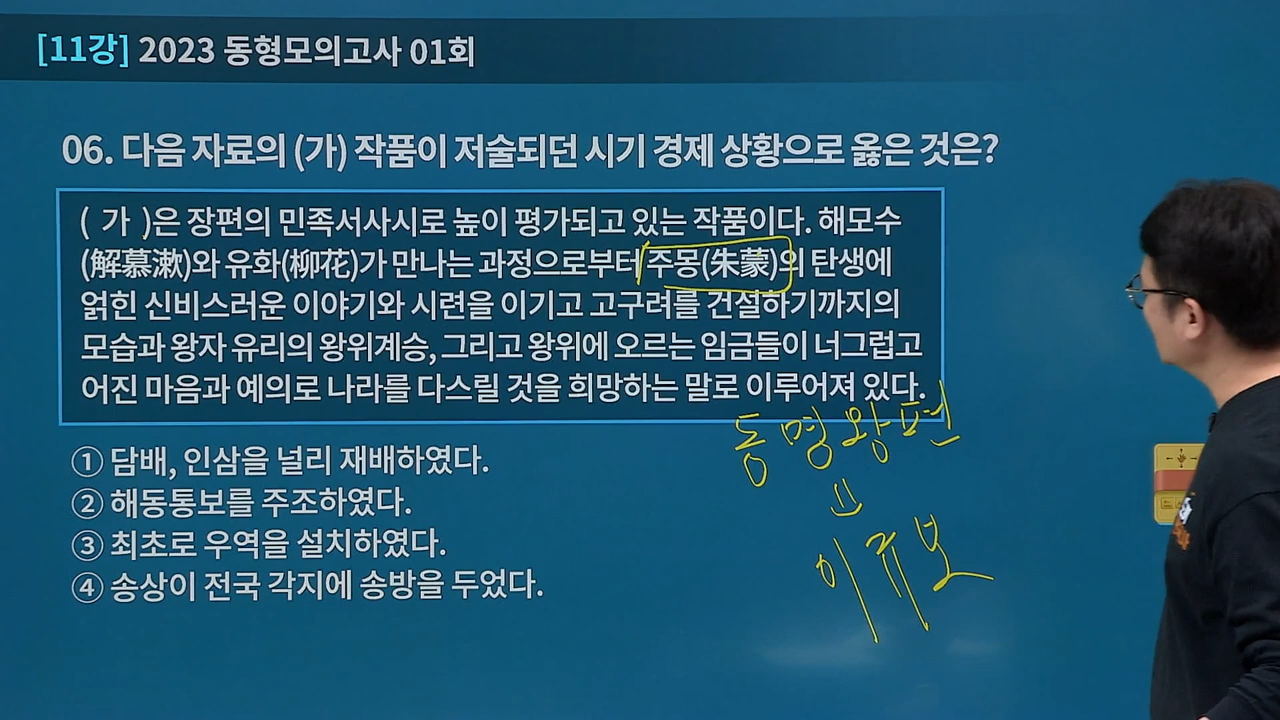 [11강] 2023 동형모의고사 01회
06. 다음 자료의 (가) 작품이 저술되던 시기 경제 상황으로 옳은 것은?
( 가 )은 장편의 민족서사시로 높이 평가되고 있는 작품이다. 해모수
(解慕漱)와 유화(柳花)가 만나는 과정으로부터 주몽(朱蒙)의 탄생에
얽힌 신비스러운 이야기와 시련을 이기고 고구려를 건설하기까지의
모습과 왕자 유리의 왕위계승, 그리고 왕위에 오르는 임금들이 너그럽고
어진 마음과 예의로 나라를 다스릴 것을 희망하는 말로 이루어져 있다.
동명왕편
이규보
① 담배, 인삼을 널리 재배하였다.
② 해동통보를 주조하였다.
③ 최초로 우역을 설치하였다.
④ 송상이 전국 각지에 송방을 두었다.